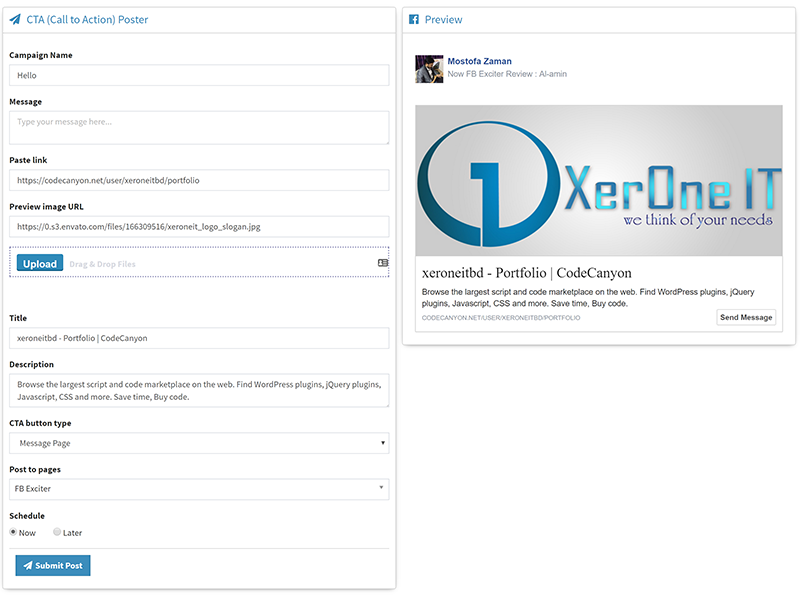 CTA (Call to Action) Poster
Campaign Name
Hello
Message
Type your message here...
Paste link
https://codecanyon.net/user/xeroneitbd/portfolio
Preview image URL
https://0.s3.envato.com/files/166309516/xeroneit_logo_slogan.jpg
Upload
Drag & Drop Files
Title
xeroneitbd - Portfolio | CodeCanyon
Description
Browse the largest script and code marketplace on the web. Find WordPress plugins, jQuery plugins,
Javascript, CSS and more. Save time, Buy code.
CTA button type
Message Page
Post to pages
FB Exciter
Schedule
Now
Later
Submit Post
Preview
Mostofa Zaman
Now FB Exciter Review : Al-amin
XerOne IT
we think of your needs
xeroneitbd - Portfolio | CodeCanyon
Browse the largest script and code marketplace on the web. Find WordPress plugins, jQuery
plugins, Javascript, CSS and more. Save time, Buy code.
CODECANYON.NET/USER/XERONEITBD/PORTFOLIO
Send Message